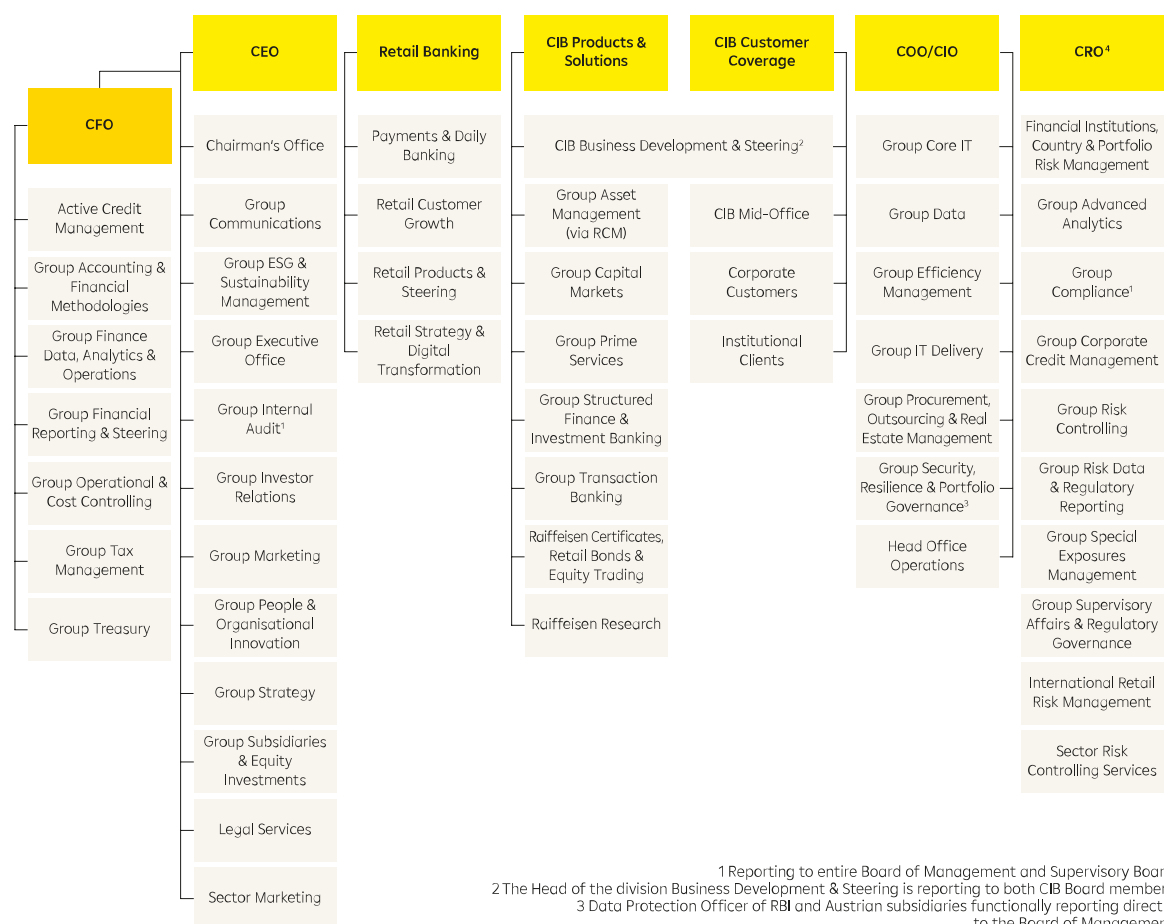 CEO
Retail Banking
CIB Products &
Solutions
CIB Customer
Coverage
COO/CIO
CRO⁴
CFO
Active Credit
Management
Group Accounting &
Financial
Methodologies
Group Finance
Data, Analytics &
Operations
Group Financial
Reporting & Steering
Group Operational &
Cost Controlling
Group Tax
Management
Group Treasury
Chairman's Office
Group
Communications
Group ESG &
Sustainability
Management
Group Executive
Office
Group Internal
Audit¹
Group Investor
Relations
Group Marketing
Group People &
Organisational
Innovation
Group Strategy
Group Subsidiaries
& Equity
Investments
Legal Services
Sector Marketing
Payments & Daily
Banking
Retail Customer
Growth
Retail Products &
Steering
Retail Strategy &
Digital
Transformation
CIB Business Development & Steering²
Group Asset
Management
(via RCM)
Group Capital
Markets
Group Prime
Services
Group Structured
Finance &
Investment Banking
Group Transaction
Banking
Raiffeisen Certificates,
Retail Bonds &
Equity Trading
Raiffeisen Research
CIB Mid-Office
Corporate
Customers
Institutional
Clients
Group Core IT
Group Data
Group Efficiency
Management
Group IT Delivery
Group Procurement,
Outsourcing & Real
Estate Management
Group Security,
Resilience & Portfolio
Governance³
Head Office
Operations
Financial Institutions,
Country & Portfolio
Risk Management
Group Advanced
Analytics
Group
Compliance¹
Group Corporate
Credit Management
Group Risk
Controlling
Group Risk Data
& Regulatory
Reporting
Group Special
Exposures
Management
Group Supervisory
Affairs & Regulatory
Governance
International Retail
Risk Management
Sector Risk
Controlling Services
1 Reporting to entire Board of Management and Supervisory Boar
2 The Head of the division Business Development & Steering is reporting to both CIB Board member
3 Data Protection Officer of RBI and Austrian subsidiaries functionally reporting direct
to the Board of Managemen